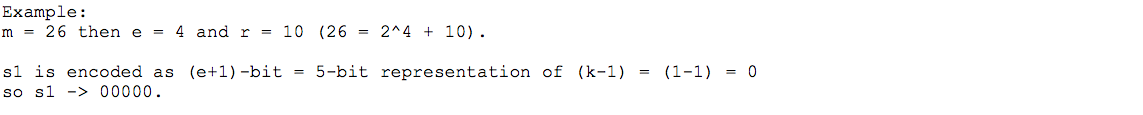 Example:
m = 26 then e = 4 and r = 10 (26 = 2^4 + 10).
s1 is encoded as (e+1)-bit = 5-bit representation of (k-1) = (1-1) = 0
so s1 -> 00000.